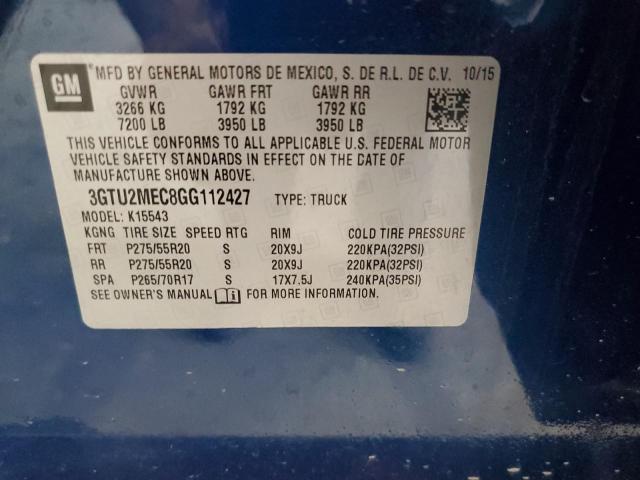 GM
MFD BY GENERAL MOTORS DE MEXICO, S. DE R.L. DE C.V. 10/15
GVWR GAWR FRT GAWR RR
3266 KG 1792 KG 1792 KG
7200 LB 3950 LB 3950 LB
THIS VEHICLE CONFORMS TO ALL APPLICABLE U.S. FEDERAL MOTOR
VEHICLE SAFETY STANDARDS IN EFFECT ON THE DATE OF
MANUFACTURE SHOWN ABOVE.
3GTU2MEC8GG112427 TYPE: TRUCK
MODEL: K15543
KGNG TIRE SIZE SPEED RTG RIM COLD TIRE PRESSURE
FRT P275/55R20 S 20X9J 220KPA(32PSI)
RR P275/55R20 S 20X9J 220KPA(32PSI)
SPA P265/70R17 S 17X7.5J 240KPA(35PSI)
SEE OWNER'S MANUAL FOR MORE INFORMATION.